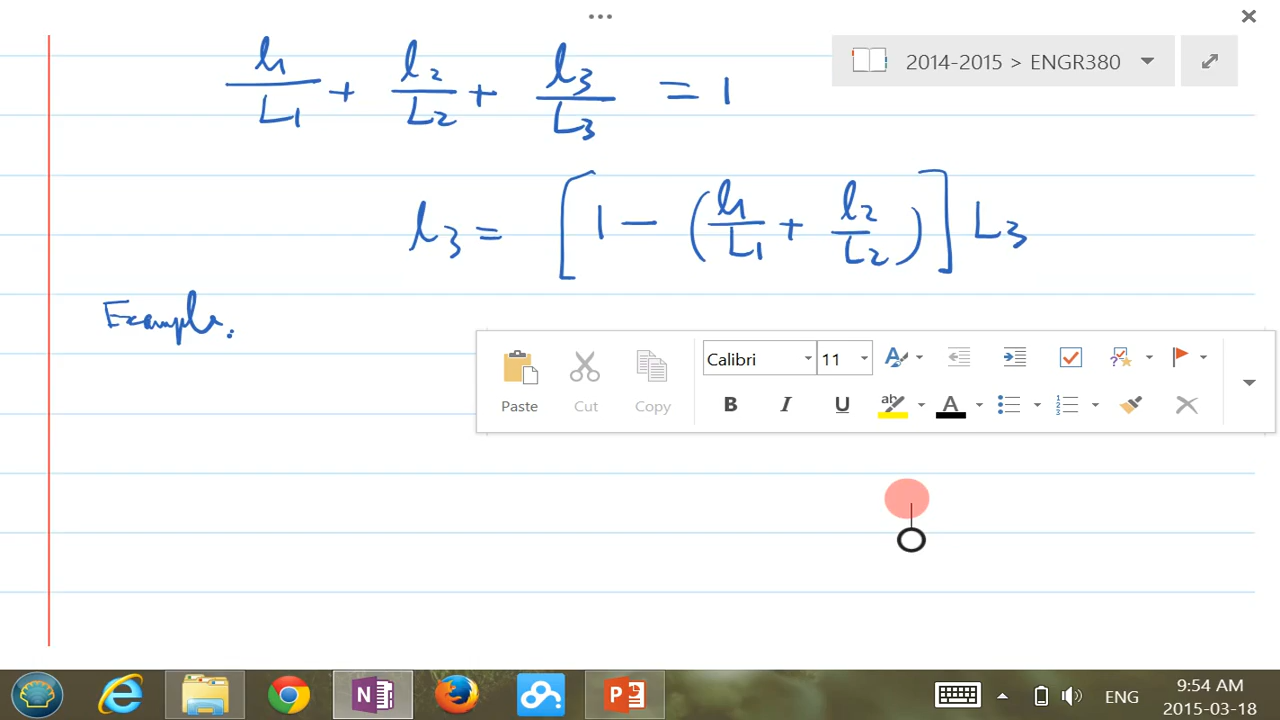 2014-2015 > ENGR380
l1/L1 + l2/L2 + l3/L3 = 1
l3 = [1 - (l1/L1 + l2/L2)] L3
Example.
Calibri 11
Paste Cut Copy
B I U ab A
ENG
9:54 AM
2015-03-18